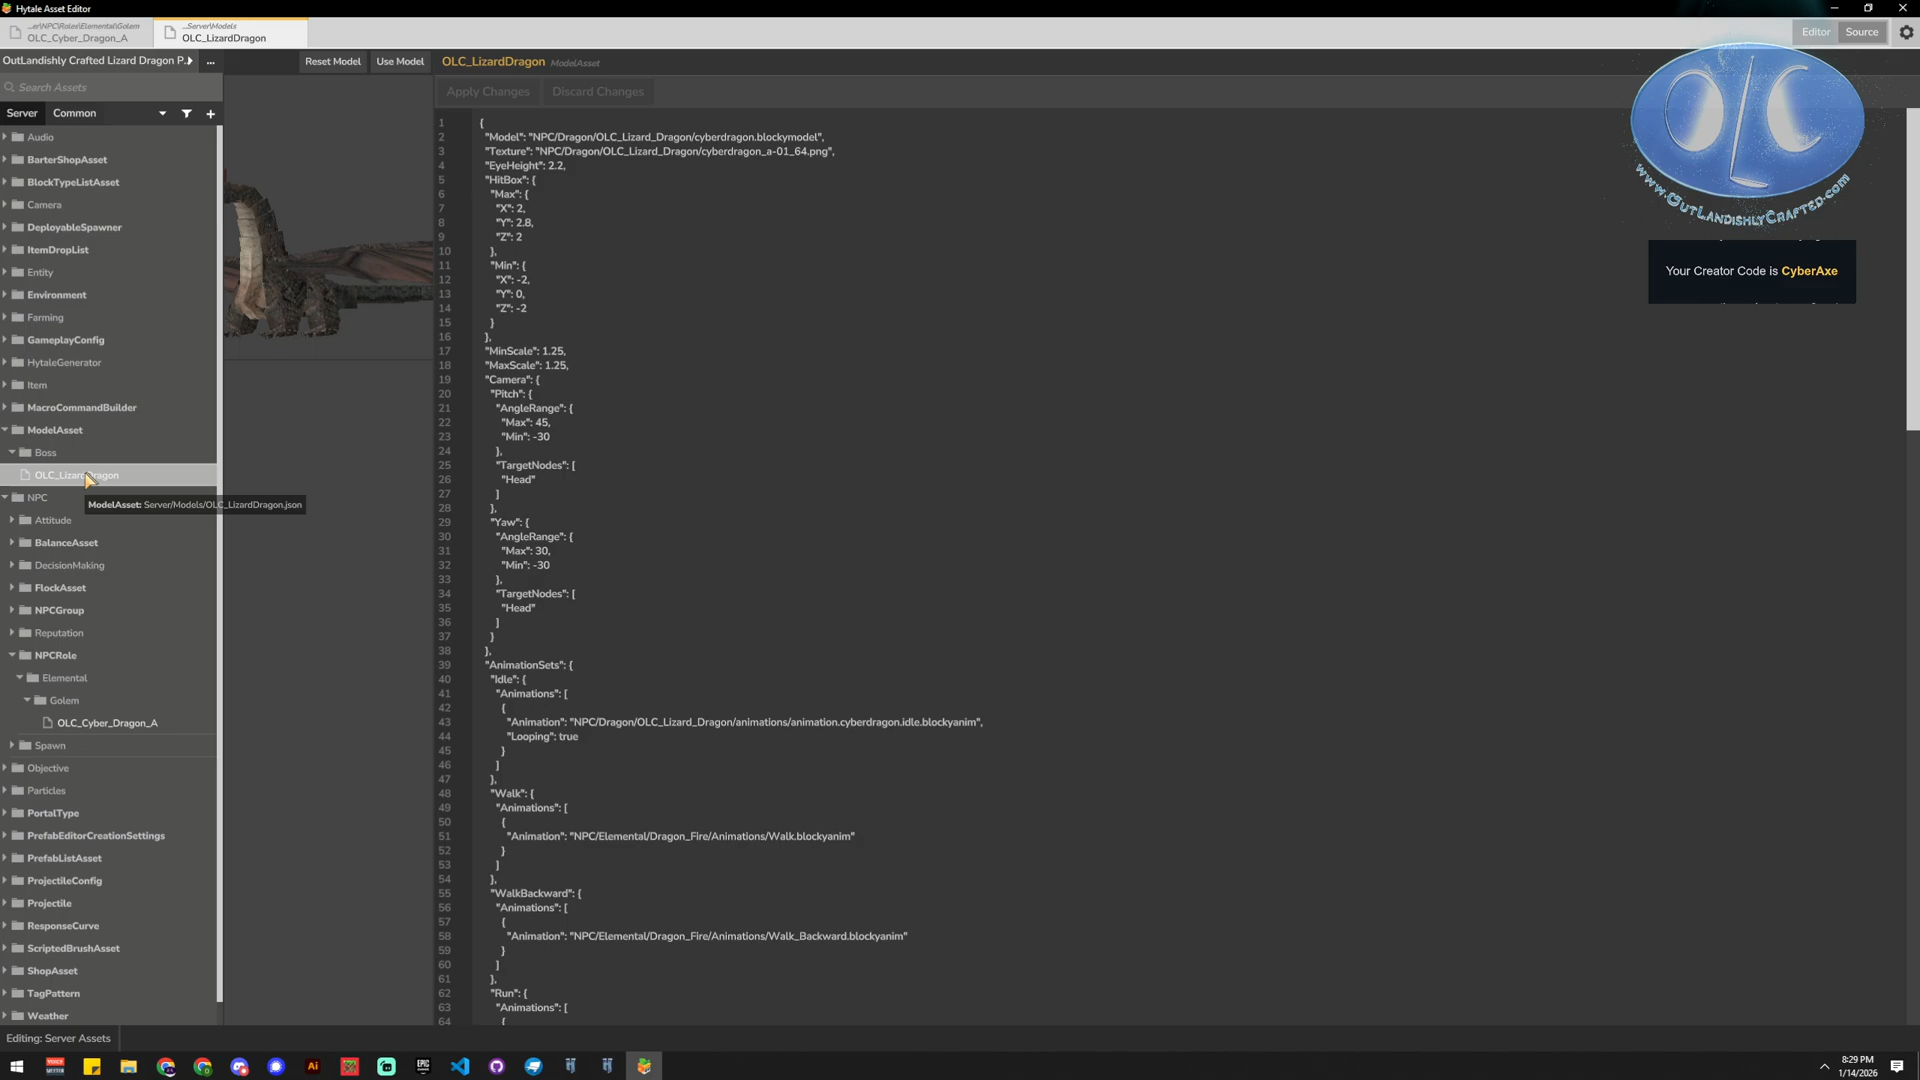 Hytale Asset Editor
...er\NPC\Roles\Elemental\Golem
OLC_Cyber_Dragon_A
...Server\Models
OLC_LizardDragon
Editor
Source
OutLandishly Crafted Lizard Dragon P..
...
Reset Model
Use Model
OLC_LizardDragon ModelAsset
Search Assets
Apply Changes
Discard Changes
Server
Common
Audio
BarterShopAsset
BlockTypeListAsset
Camera
DeployableSpawner
ItemDropList
Entity
Environment
Farming
GameplayConfig
HytaleGenerator
Item
MacroCommandBuilder
ModelAsset
Boss
OLC_LizardDragon
NPC
ModelAsset: Server/Models/OLC_LizardDragon.json
Attitude
BalanceAsset
DecisionMaking
FlockAsset
NPCGroup
Reputation
NPCRole
Elemental
Golem
OLC_Cyber_Dragon_A
Spawn
Objective
Particles
PortalType
PrefabEditorCreationSettings
PrefabListAsset
ProjectileConfig
Projectile
ResponseCurve
ScriptedBrushAsset
ShopAsset
TagPattern
Weather
Editing: Server Assets
1 {
2 "Model": "NPC/Dragon/OLC_Lizard_Dragon/cyberdragon.blockymodel",
3 "Texture": "NPC/Dragon/OLC_Lizard_Dragon/cyberdragon_a-01_64.png",
4 "EyeHeight": 2.2,
5 "HitBox": {
6 "Max": {
7 "X": 2,
8 "Y": 2.8,
9 "Z": 2
10 },
11 "Min": {
12 "X": -2,
13 "Y": 0,
14 "Z": -2
15 }
16 },
17 "MinScale": 1.25,
18 "MaxScale": 1.25,
19 "Camera": {
20 "Pitch": {
21 "AngleRange": {
22 "Max": 45,
23 "Min": -30
24 },
25 "TargetNodes": [
26 "Head"
27 ]
28 },
29 "Yaw": {
30 "AngleRange": {
31 "Max": 30,
32 "Min": -30
33 },
34 "TargetNodes": [
35 "Head"
36 ]
37 }
38 },
39 "AnimationSets": {
40 "Idle": {
41 "Animations": [
42 {
43 "Animation": "NPC/Dragon/OLC_Lizard_Dragon/animations/animation.cyberdragon.idle.blockyanim",
44 "Looping": true
45 }
46 ]
47 },
48 "Walk": {
49 "Animations": [
50 {
51 "Animation": "NPC/Elemental/Dragon_Fire/Animations/Walk.blockyanim"
52 }
53 ]
54 },
55 "WalkBackward": {
56 "Animations": [
57 {
58 "Animation": "NPC/Elemental/Dragon_Fire/Animations/Walk_Backward.blockyanim"
59 }
60 ]
61 },
62 "Run": {
63 "Animations": [
64 {
OLC
www.OutLandishlyCrafted.com
Your Creator Code is CyberAxe
Ai
EPIC
8:29 PM
1/14/2026